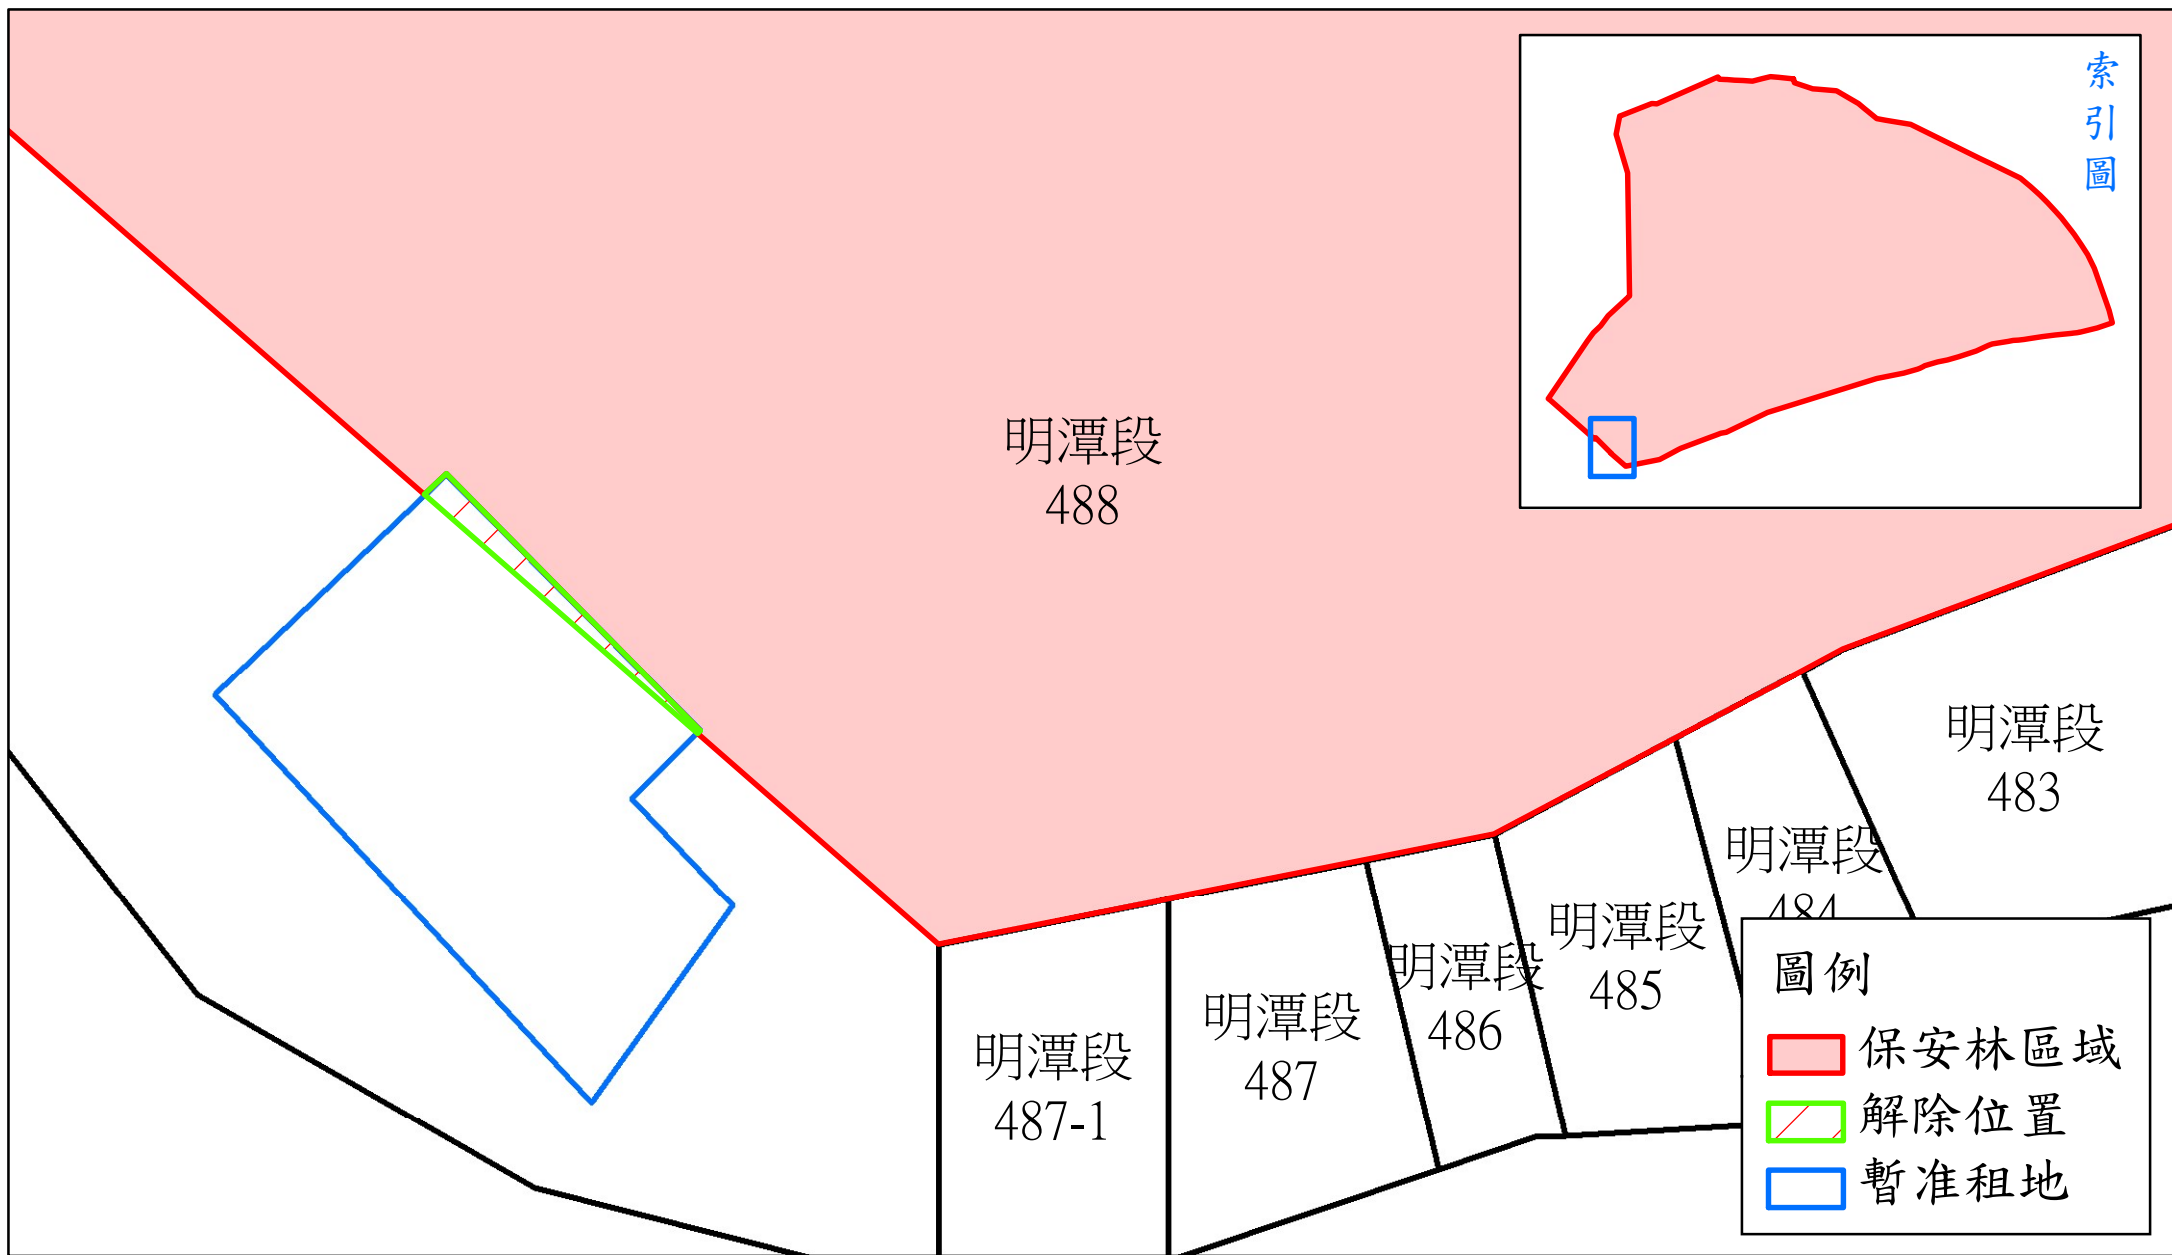 索
引
圖
明潭段
488
明潭段
483
明潭段
484
明潭段
485
明潭段
486
明潭段
487
明潭段
487-1
圖例
保安林區域
解除位置
暫准租地